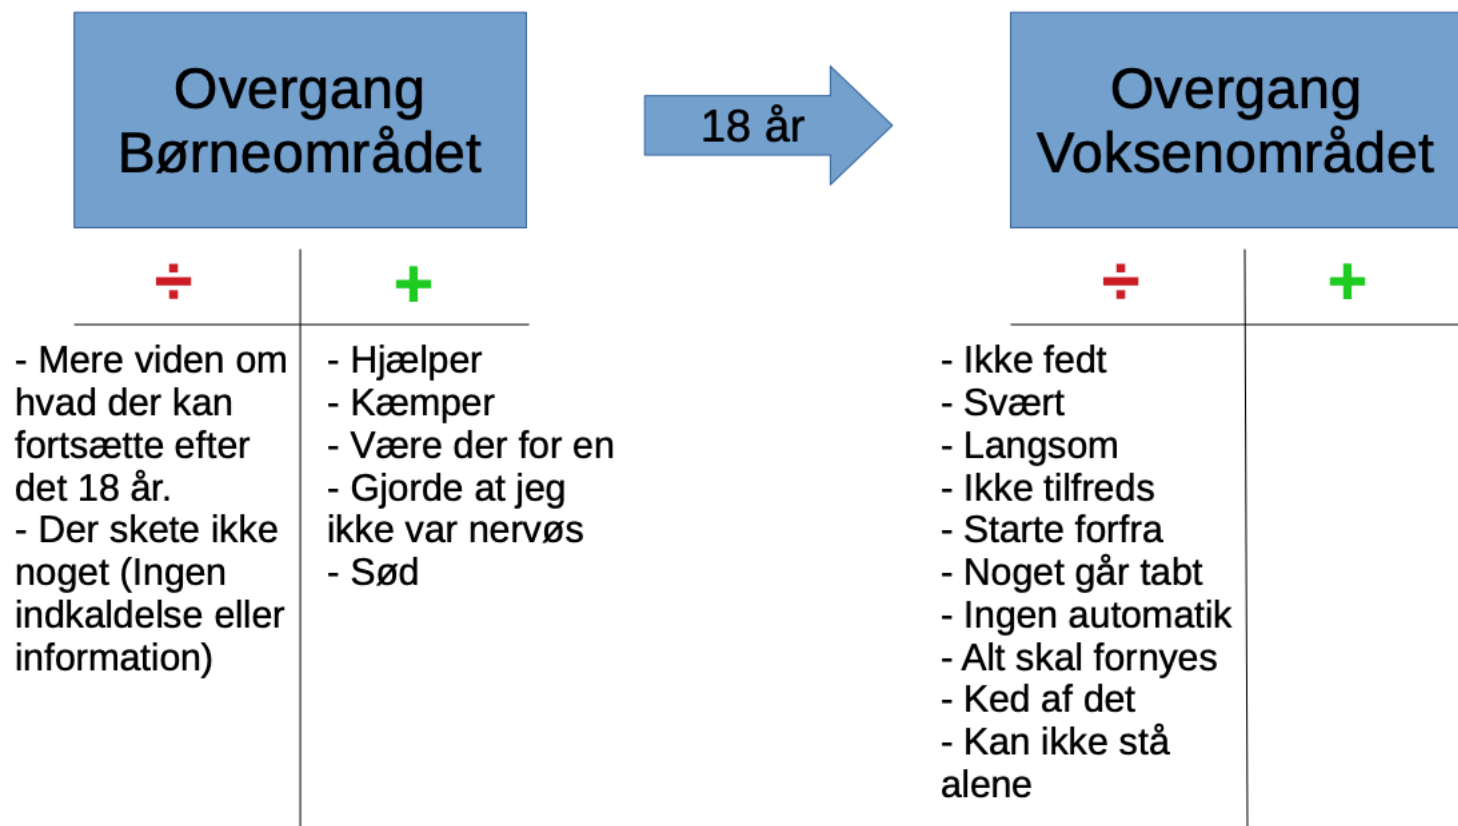 Overgang
Børneområdet
18 år
Overgang
Voksenområdet
÷
+
- Mere viden om
hvad der kan
fortsætte efter
det 18 år.
- Der skete ikke
noget (Ingen
indkaldelse eller
information)
- Hjælper
- Kæmper
- Være der for en
- Gjorde at jeg
ikke var nervøs
- Sød
÷
+
- Ikke fedt
- Svært
- Langsom
- Ikke tilfreds
- Starte forfra
- Noget går tabt
- Ingen automatik
- Alt skal fornyes
- Ked af det
- Kan ikke stå
alene